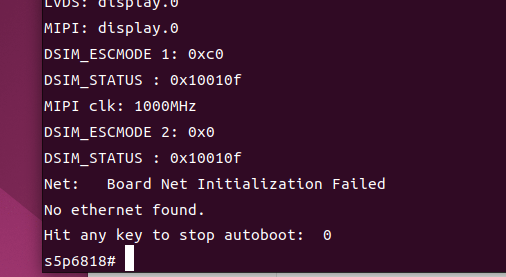 LVDS: display.0
MIPI: display.0
DSIM_ESCMODE 1: 0xc0
DSIM_STATUS : 0x10010f
MIPI clk: 1000MHz
DSIM_ESCMODE 2: 0x0
DSIM_STATUS : 0x10010f
Net:   Board Net Initialization Failed
No ethernet found.
Hit any key to stop autoboot:  0
s5p6818#